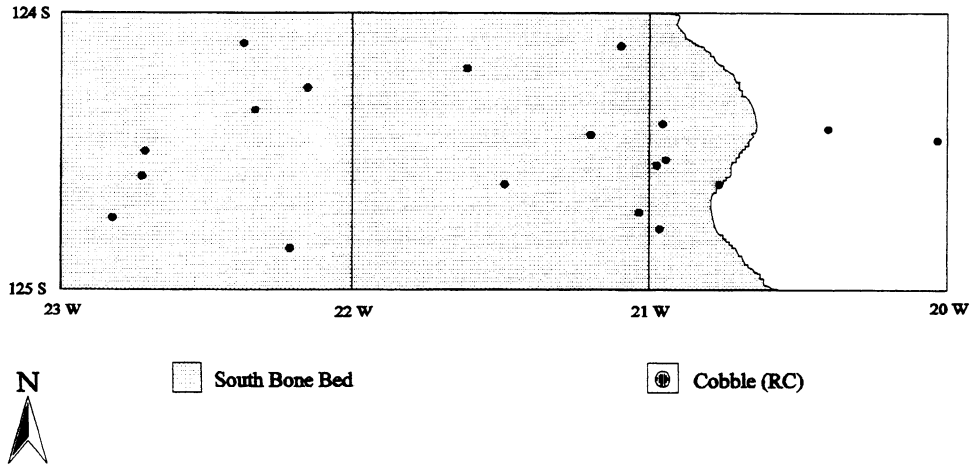 124 S
125 S
23 W 22 W 21 W 20 W
N
South Bone Bed Cobble (RC)